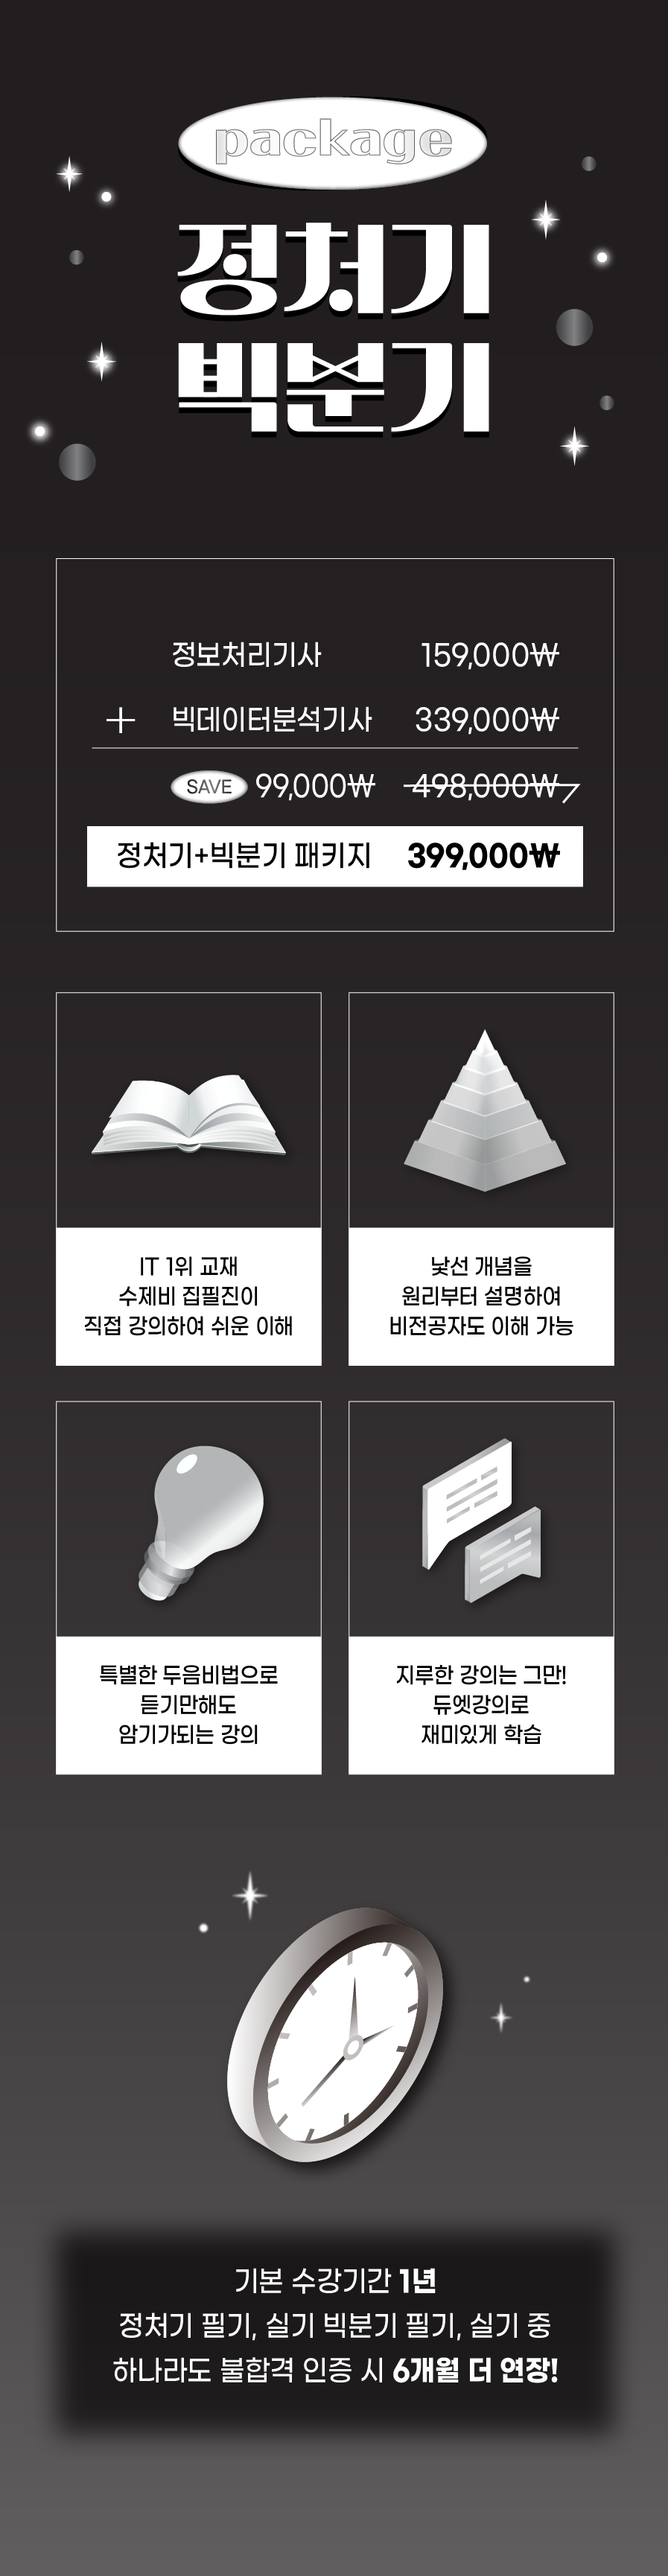 package
정처기
빅분기
정보처리기사 159,000₩
+ 빅데이터분석기사 339,000₩
SAVE 99,000₩ 498,000₩
정처기+빅분기 패키지 399,000₩
IT 1위 교재
수제비 집필진이
직접 강의하여 쉬운 이해
낯선 개념을
원리부터 설명하여
비전공자도 이해 가능
특별한 두음비법으로
듣기만해도
암기가되는 강의
지루한 강의는 그만!
듀엣강의로
재미있게 학습
기본 수강기간 1년
정처기 필기, 실기 빅분기 필기, 실기 중
하나라도 불합격 인증 시 6개월 더 연장!